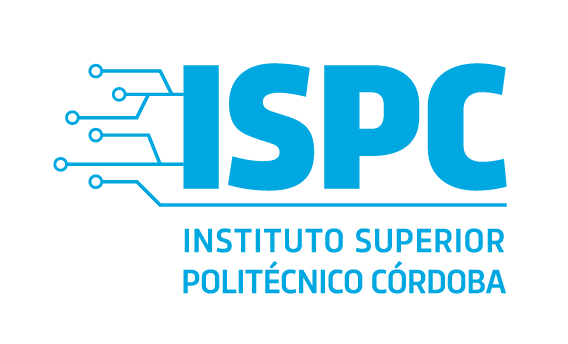 ISPC
INSTITUTO SUPERIOR
POLITÉCNICO CÓRDOBA